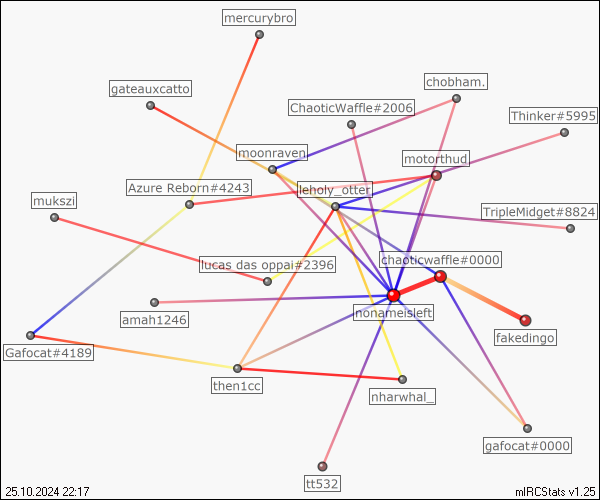 mercurybro
gateauxcatto
chobham.
ChaoticWaffle#2006
Thinker#5995
moonraven
motorthud
Azure Reborn#4243
leholy_otter
mukszi
TripleMidget#8824
chaoticwaffle#0000
lucas das oppai#2396
amah1246
nonameisleft
fakedingo
Gafocat#4189
then1cc
nharwhal_
gafocat#0000
tt532
25.10.2024 22:17
mIRCStats v1.25